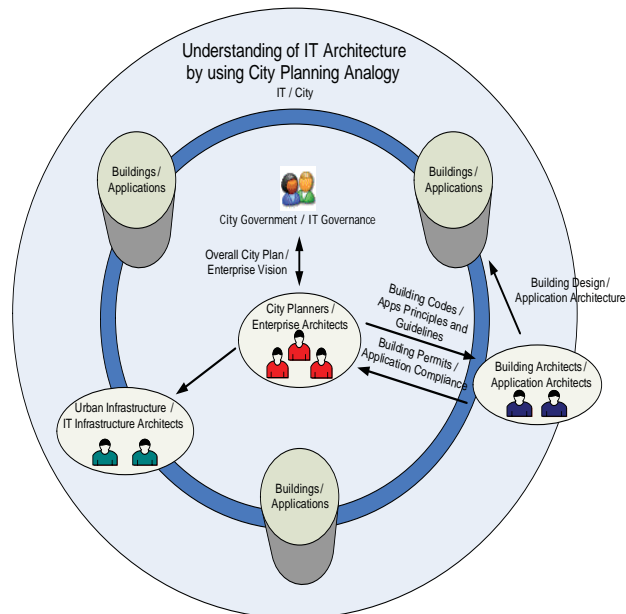 Understanding of IT Architecture
by using City Planning Analogy
IT / City
Buildings /
Applications
Buildings /
Applications
City Government / IT Governance
Overall City Plan /
Enterprise Vision
Building Design /
Application Architecture
City Planners /
Enterprise Architects
Building Codes /
Apps Principles and
Guidelines
Building Permits /
Application Compliance
Building Architects /
Application Architects
Urban Infrastructure /
IT Infrastructure Architects
Buildings /
Applications